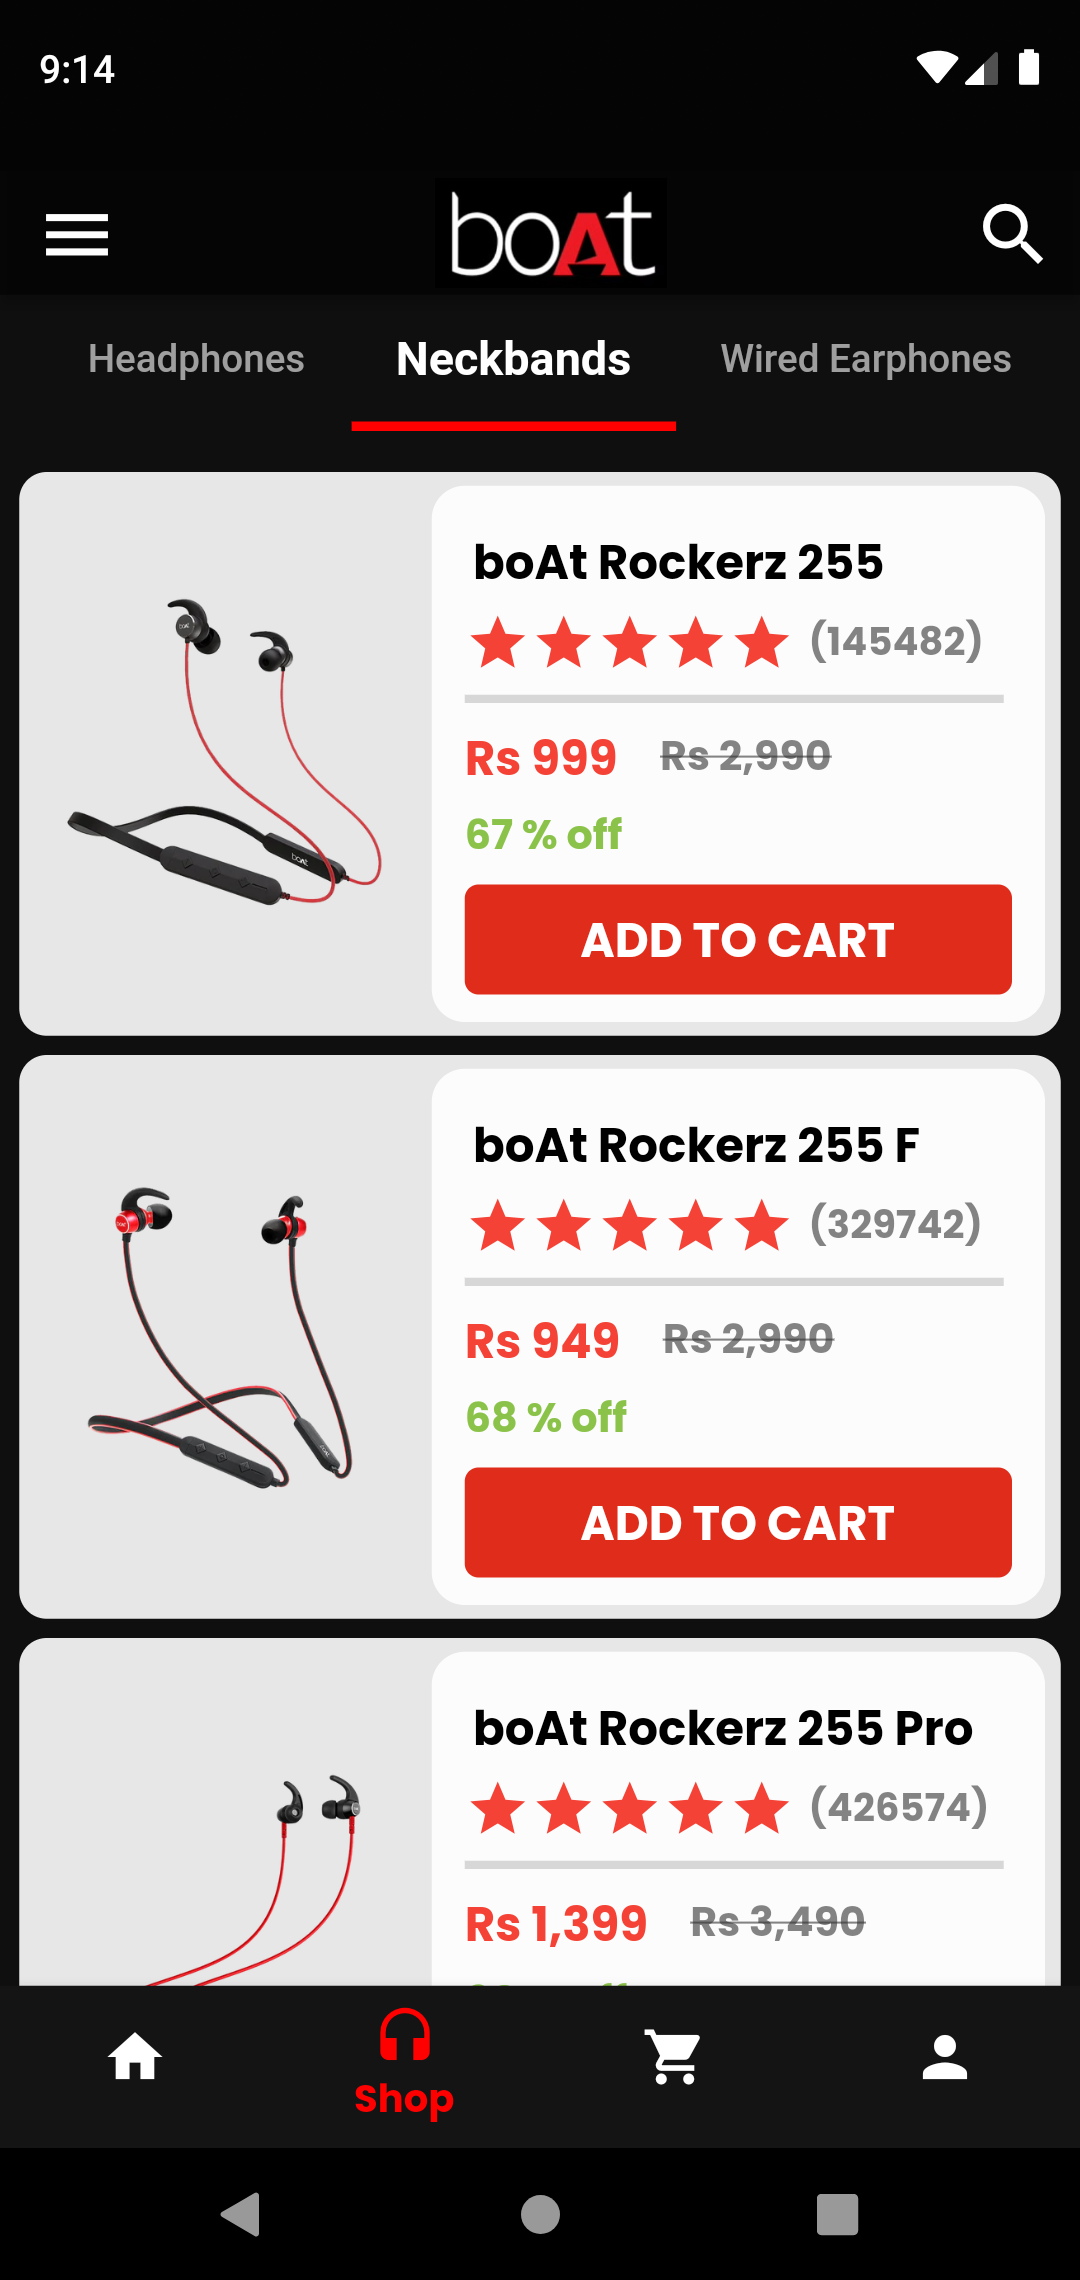 9:14
boAt
Headphones Neckbands Wired Earphones
boAt Rockerz 255
(145482)
Rs 999 Rs 2,990
67 % off
ADD TO CART
boAt Rockerz 255 F
(329742)
Rs 949 Rs 2,990
68 % off
ADD TO CART
boAt Rockerz 255 Pro
(426574)
Rs 1,399 Rs 3,490
Shop